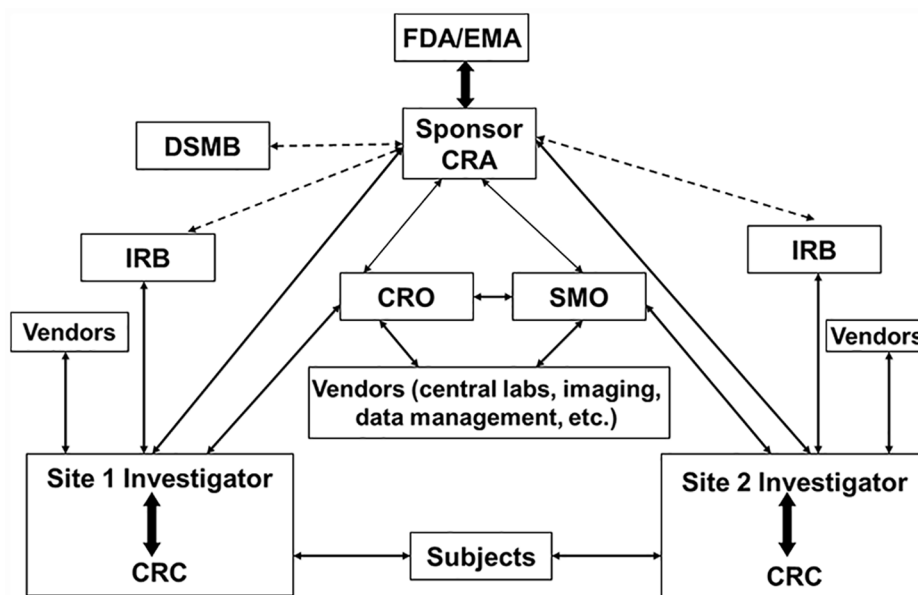 FDA/EMA
Sponsor
CRA
DSMB
IRB
IRB
CRO
SMO
Vendors
Vendors
Vendors (central labs, imaging,
data management, etc.)
Site 1 Investigator
CRC
Subjects
Site 2 Investigator
CRC